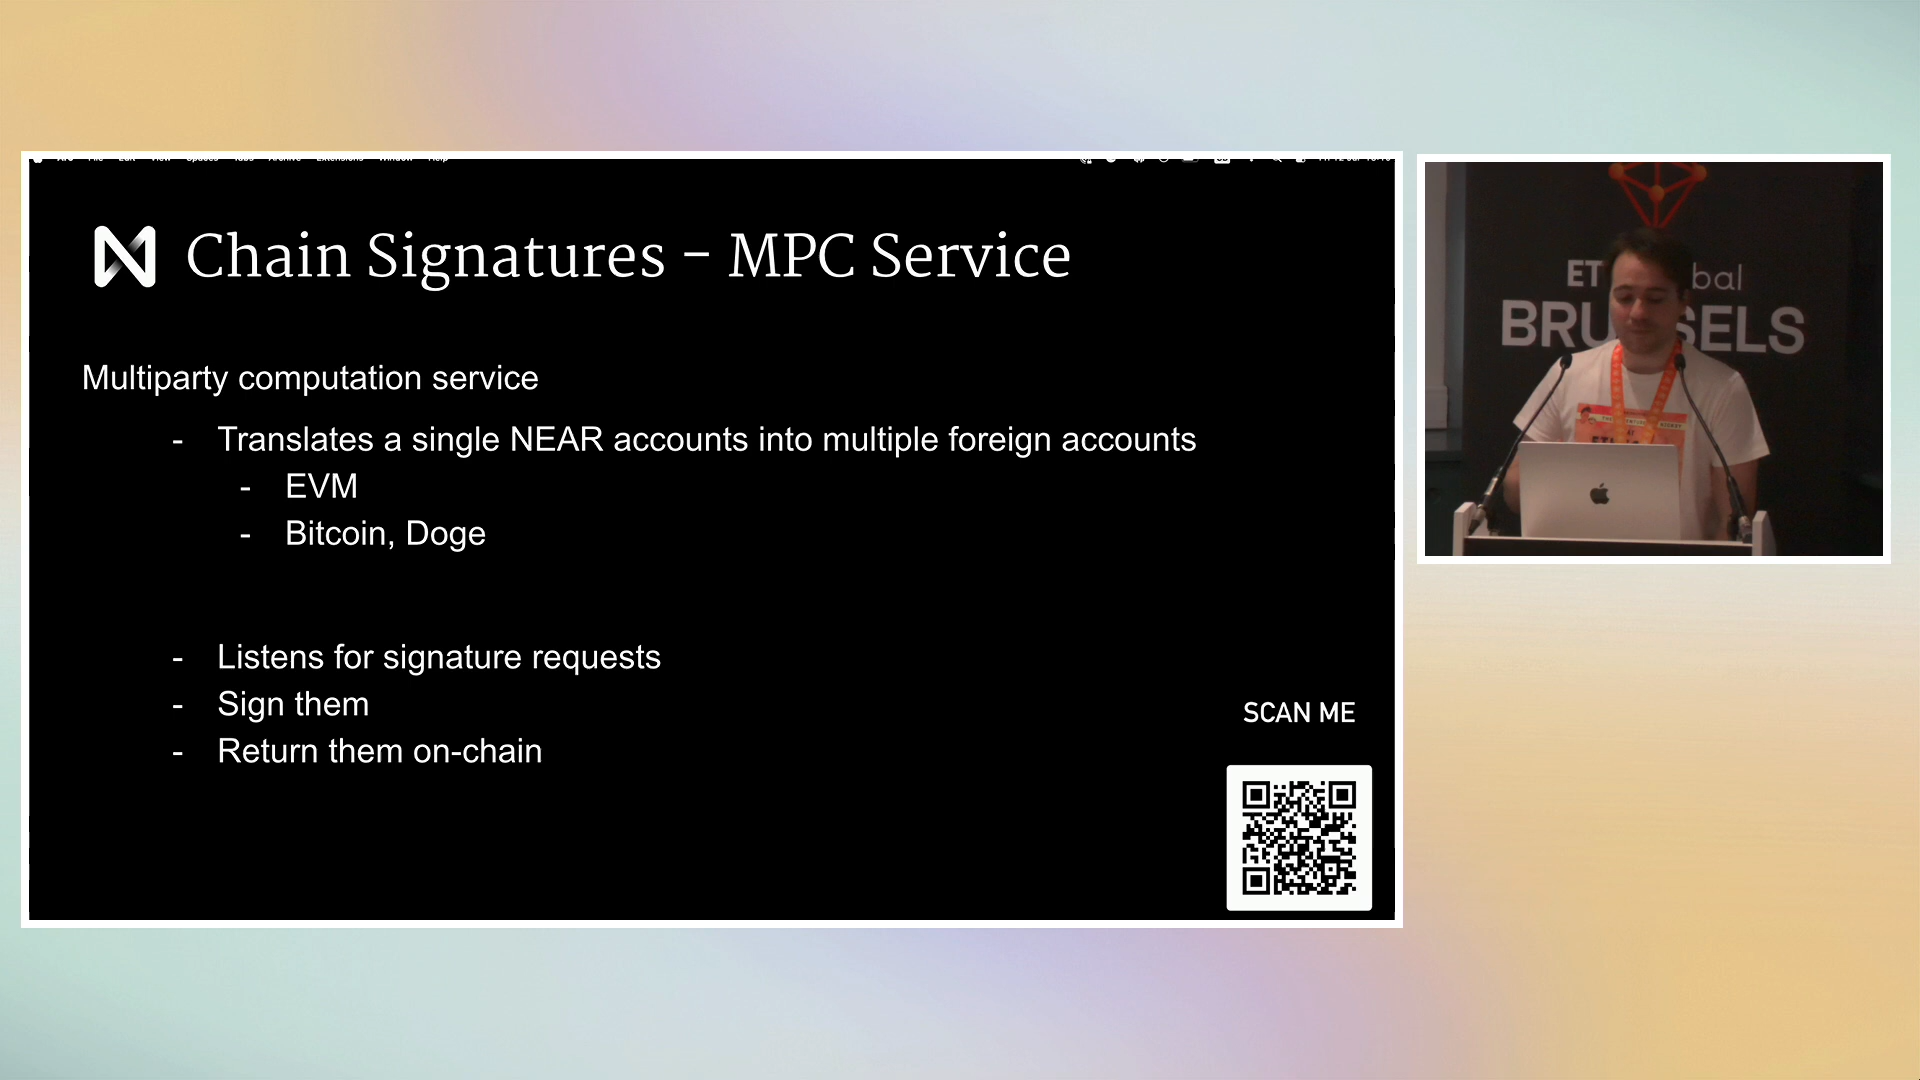 Chain Signatures - MPC Service
Multiparty computation service
- Translates a single NEAR accounts into multiple foreign accounts
- EVM
- Bitcoin, Doge
- Listens for signature requests
- Sign them
- Return them on-chain
SCAN ME
ET bal
BRU SELS